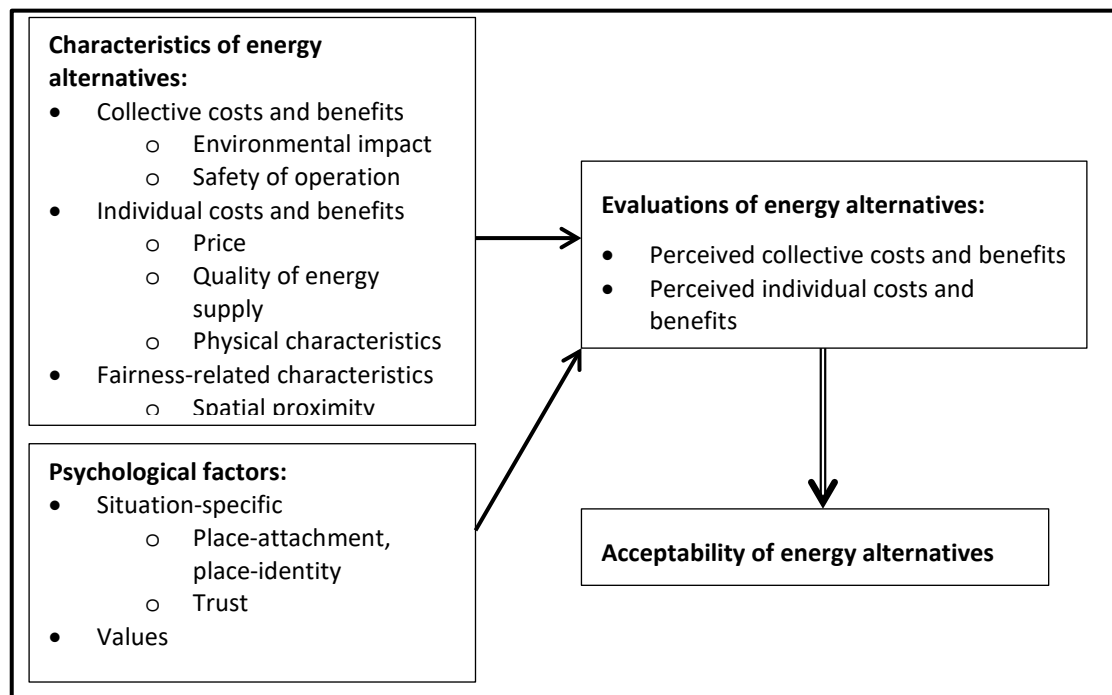 Characteristics of energy
alternatives:
• Collective costs and benefits
o Environmental impact
o Safety of operation
• Individual costs and benefits
o Price
o Quality of energy
supply
o Physical characteristics
• Fairness-related characteristics
o Spatial proximity
Psychological factors:
• Situation-specific
o Place-attachment,
place-identity
o Trust
• Values
Evaluations of energy alternatives:
• Perceived collective costs and benefits
• Perceived individual costs and
benefits
Acceptability of energy alternatives